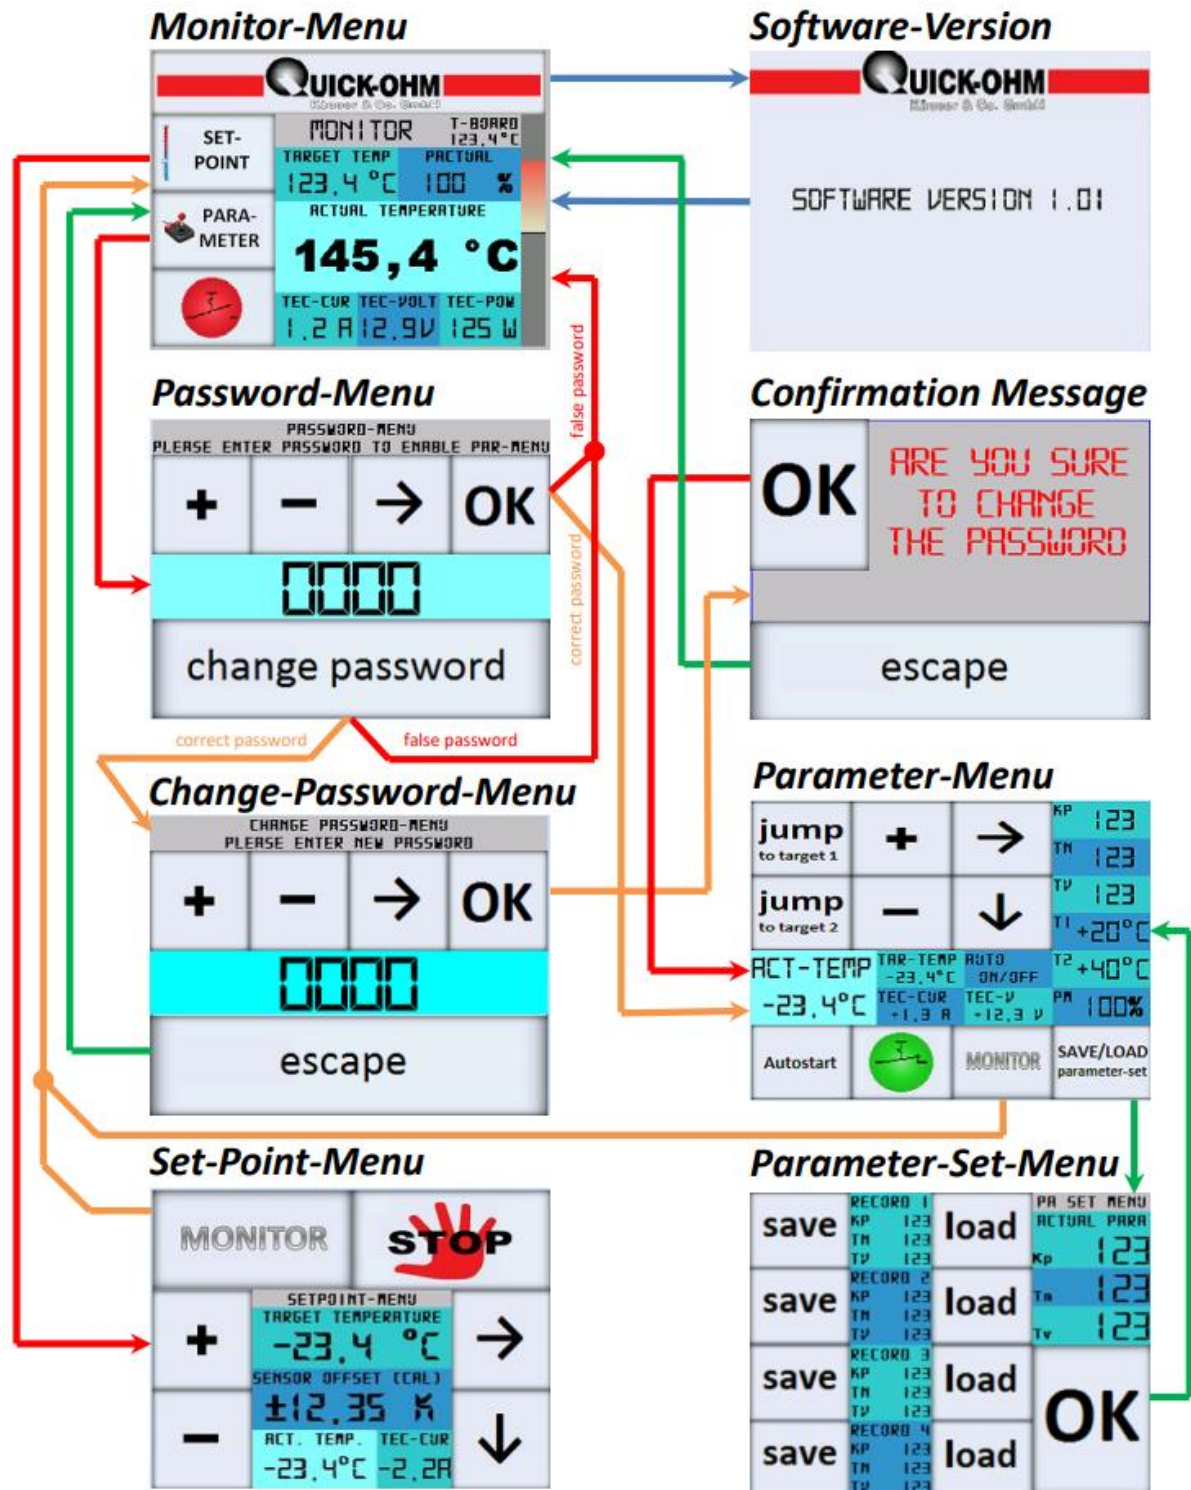 Monitor-Menu
QUICK-OHM
Küpper & Co. GmbH
SET-
POINT
MONITOR
T-BOARD
123,4°C
TARGET TEMP
PACTUAL
123,4 °C
100 %
PARA-
METER
ACTUAL TEMPERATURE
145,4 °C
TEC-CUR TEC-VOLT TEC-POW
1,2 A 12,9V 125 W
Software-Version
QUICK-OHM
Küpper & Co. GmbH
SOFTWARE VERSION 1.01
Password-Menu
PASSWORD-MENU
PLEASE ENTER PASSWORD TO ENABLE PAR-MENU
+ − → OK
0000
change password
false password
correct password
correct password
false password
Confirmation Message
OK
ARE YOU SURE
TO CHANGE
THE PASSWORD
escape
Change-Password-Menu
CHANGE PASSWORD-MENU
PLEASE ENTER NEW PASSWORD
+ − → OK
0000
escape
Parameter-Menu
jump
to target 1
+ →
KP 123
TN 123
jump
to target 2
− ↓
TV 123
T1 +20°C
ACT-TEMP
-23,4°C
TAR-TEMP
-23,4°C
AUTO
ON/OFF
T2 +40°C
TEC-CUR
+1,3 A
TEC-V
+12,3 V
PM 100%
Autostart
MONITOR
SAVE/LOAD
parameter-set
Set-Point-Menu
MONITOR
STOP
+
SETPOINT-MENU
TARGET TEMPERATURE
-23,4 °C
→
SENSOR OFFSET (CAL)
±12,35 K
−
ACT. TEMP.
-23,4°C
TEC-CUR
-2,2A
↓
Parameter-Set-Menu
save
RECORD 1
KP 123
TN 123
TV 123
load
PA SET MENU
ACTUAL PARA
Kp 123
Tn 123
Tv 123
save
RECORD 2
KP 123
TN 123
TV 123
load
save
RECORD 3
KP 123
TN 123
TV 123
load
OK
save
RECORD 4
KP 123
TN 123
TV 123
load